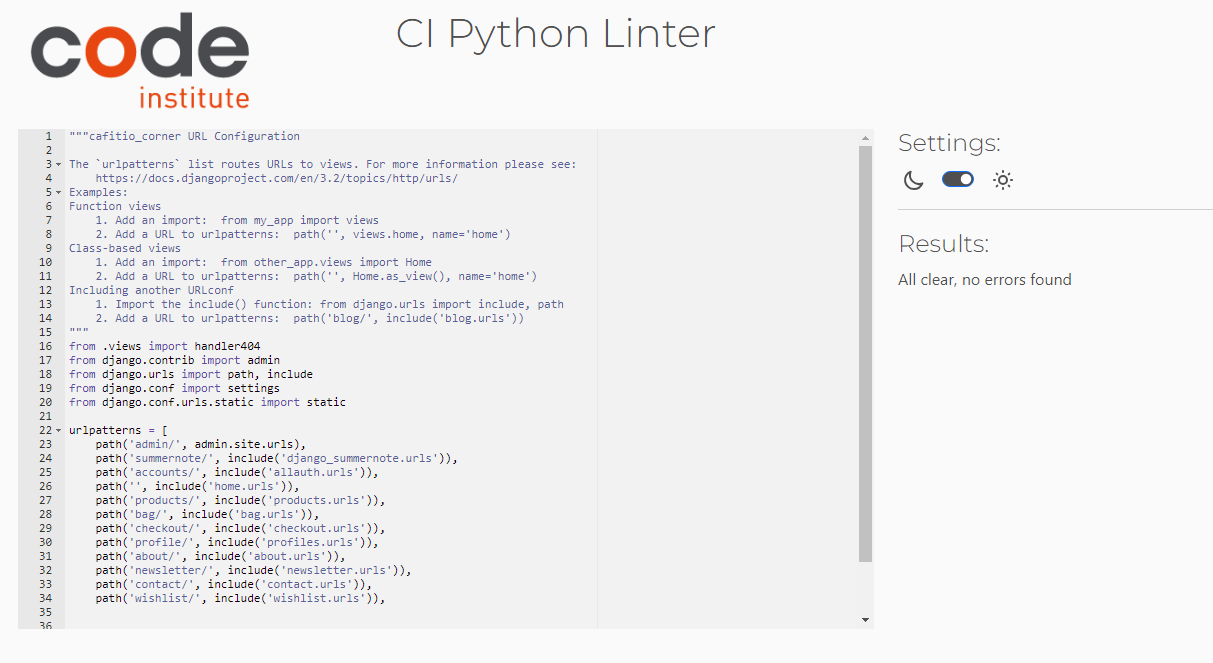 code
institute
CI Python Linter
1 """cafitio_corner URL Configuration
2
3 The `urlpatterns` list routes URLs to views. For more information please see:
4     https://docs.djangoproject.com/en/3.2/topics/http/urls/
5 Examples:
6 Function views
7     1. Add an import:  from my_app import views
8     2. Add a URL to urlpatterns:  path('', views.home, name='home')
9 Class-based views
10     1. Add an import:  from other_app.views import Home
11     2. Add a URL to urlpatterns:  path('', Home.as_view(), name='home')
12 Including another URLconf
13     1. Import the include() function: from django.urls import include, path
14     2. Add a URL to urlpatterns:  path('blog/', include('blog.urls'))
15 """
16 from .views import handler404
17 from django.contrib import admin
18 from django.urls import path, include
19 from django.conf import settings
20 from django.conf.urls.static import static
21
22 urlpatterns = [
23     path('admin/', admin.site.urls),
24     path('summernote/', include('django_summernote.urls')),
25     path('accounts/', include('allauth.urls')),
26     path('', include('home.urls')),
27     path('products/', include('products.urls')),
28     path('bag/', include('bag.urls')),
29     path('checkout/', include('checkout.urls')),
30     path('profile/', include('profiles.urls')),
31     path('about/', include('about.urls')),
32     path('newsletter/', include('newsletter.urls')),
33     path('contact/', include('contact.urls')),
34     path('wishlist/', include('wishlist.urls')),
35
36
Settings:
Results:
All clear, no errors found